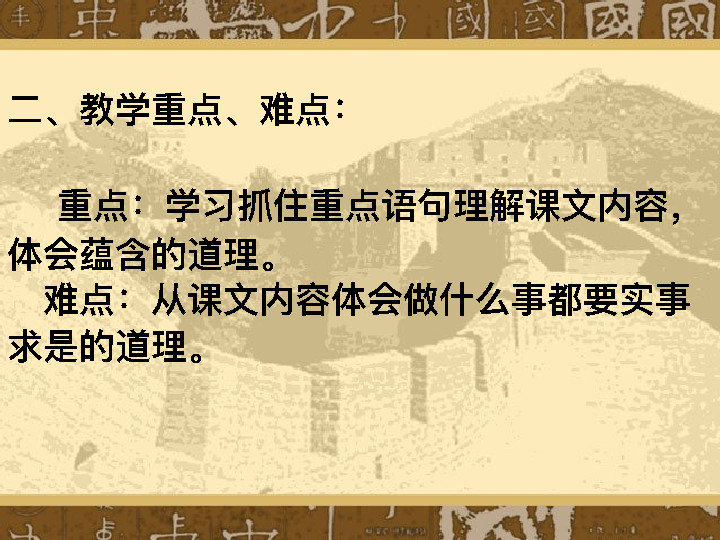 二、教学重点、难点：
重点：学习抓住重点语句理解课文内容，
体会蕴含的道理。
难点：从课文内容体会做什么事都要实事
求是的道理。